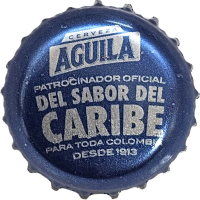 CERVEZA
AGUILA
PATROCINADOR OFICIAL
DEL SABOR DEL
CARIBE
PARA TODA COLOMBIA
DESDE 1913